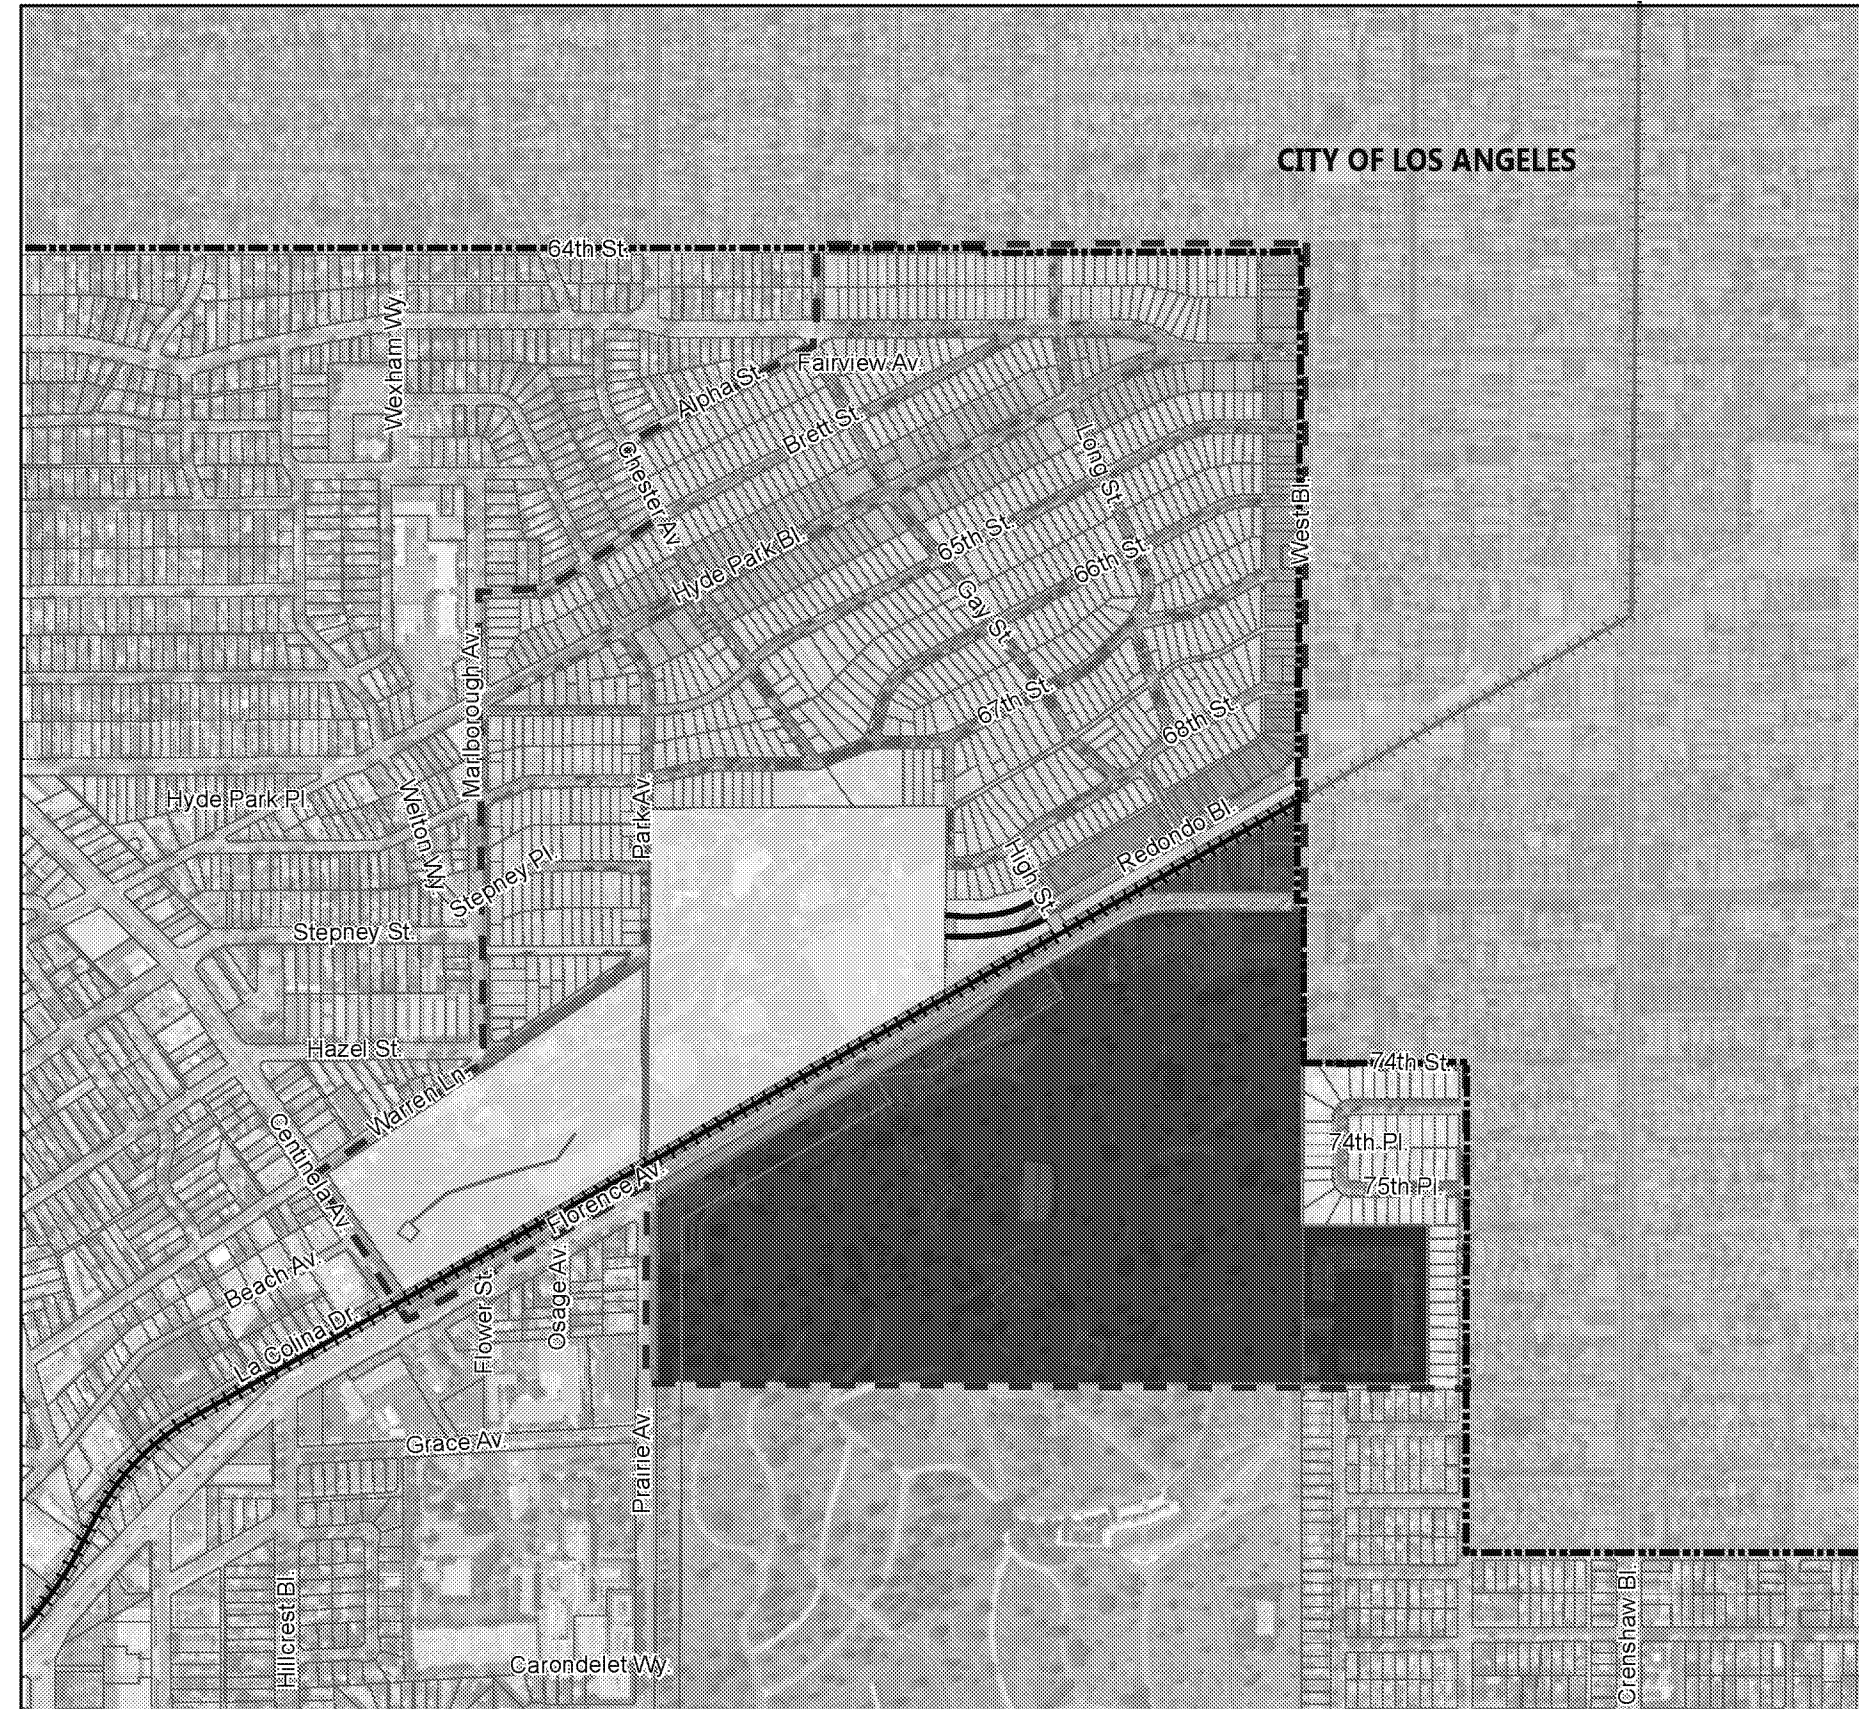 CITY OF LOS ANGELES
64th St.
Wexham Wy.
Fairview Av.
Alpha St.
Brett St.
Chester Av.
Long St.
West Bl.
65th St.
Hyde Park Bl.
66th St.
Gay St.
Marlborough Av.
67th St.
68th St.
Hyde Park Pl.
Welton Wy.
Park Av.
Redondo Bl.
High St.
Stepney Pl.
Stepney St.
Hazel St.
74th St.
Warren Ln.
Centinela Av.
74th Pl.
75th Pl.
Florence Av.
Beach Av.
Flower St.
Osage Av.
La Colina Dr.
Grace Av.
Prairie Av.
Hillcrest Bl.
Crenshaw Bl.
Carondelet Wy.